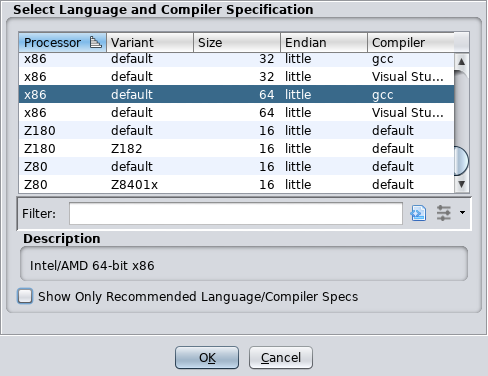 Select Language and Compiler Specification
Processor Variant Size Endian Compiler
x86 default 32 little gcc
x86 default 32 little Visual Stu...
x86 default 64 little gcc
x86 default 64 little Visual Stu...
Z180 default 16 little default
Z180 Z182 16 little default
Z80 default 16 little default
Z80 Z8401x 16 little default
Filter:
Description
Intel/AMD 64-bit x86
Show Only Recommended Language/Compiler Specs
OK Cancel